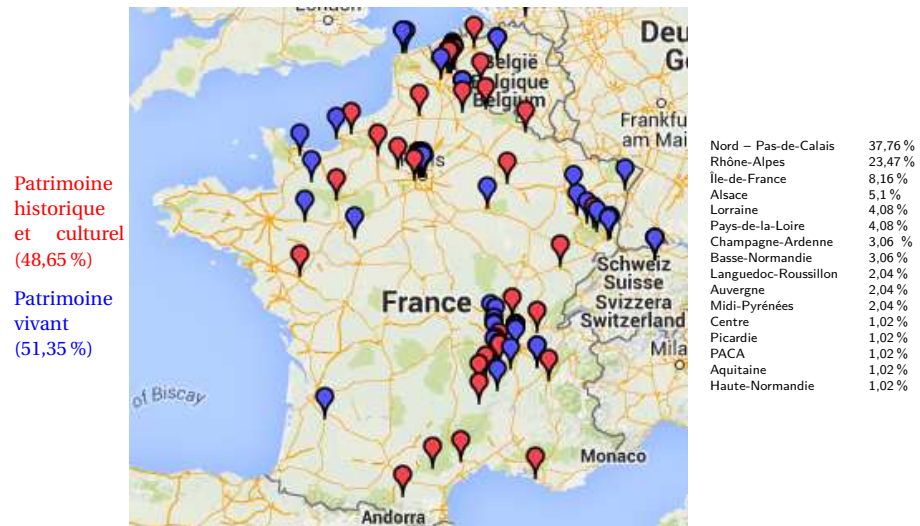 Patrimoine
historique
et culturel
(48,65 %)
Patrimoine
vivant
(51,35 %)
Deu
G
België
Belgique
Belgium
Frankfu
am Mai
France
Schweiz
Suisse
Svizzera
Switzerland
Mila
of Biscay
Monaco
Andorra
Nord – Pas-de-Calais 37,76 %
Rhône-Alpes 23,47 %
Île-de-France 8,16 %
Alsace 5,1 %
Lorraine 4,08 %
Pays-de-la-Loire 4,08 %
Champagne-Ardenne 3,06 %
Basse-Normandie 3,06 %
Languedoc-Roussillon 2,04 %
Auvergne 2,04 %
Midi-Pyrénées 2,04 %
Centre 1,02 %
Picardie 1,02 %
PACA 1,02 %
Aquitaine 1,02 %
Haute-Normandie 1,02 %